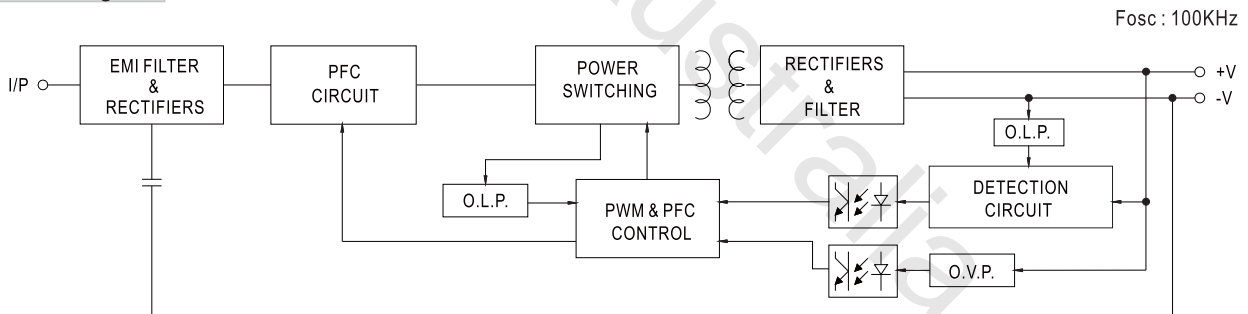 Fosc : 100KHz
I/P
EMI FILTER
&
RECTIFIERS
PFC
CIRCUIT
POWER
SWITCHING
RECTIFIERS
&
FILTER
+V
-V
O.L.P.
O.L.P.
PWM & PFC
CONTROL
DETECTION
CIRCUIT
O.V.P.